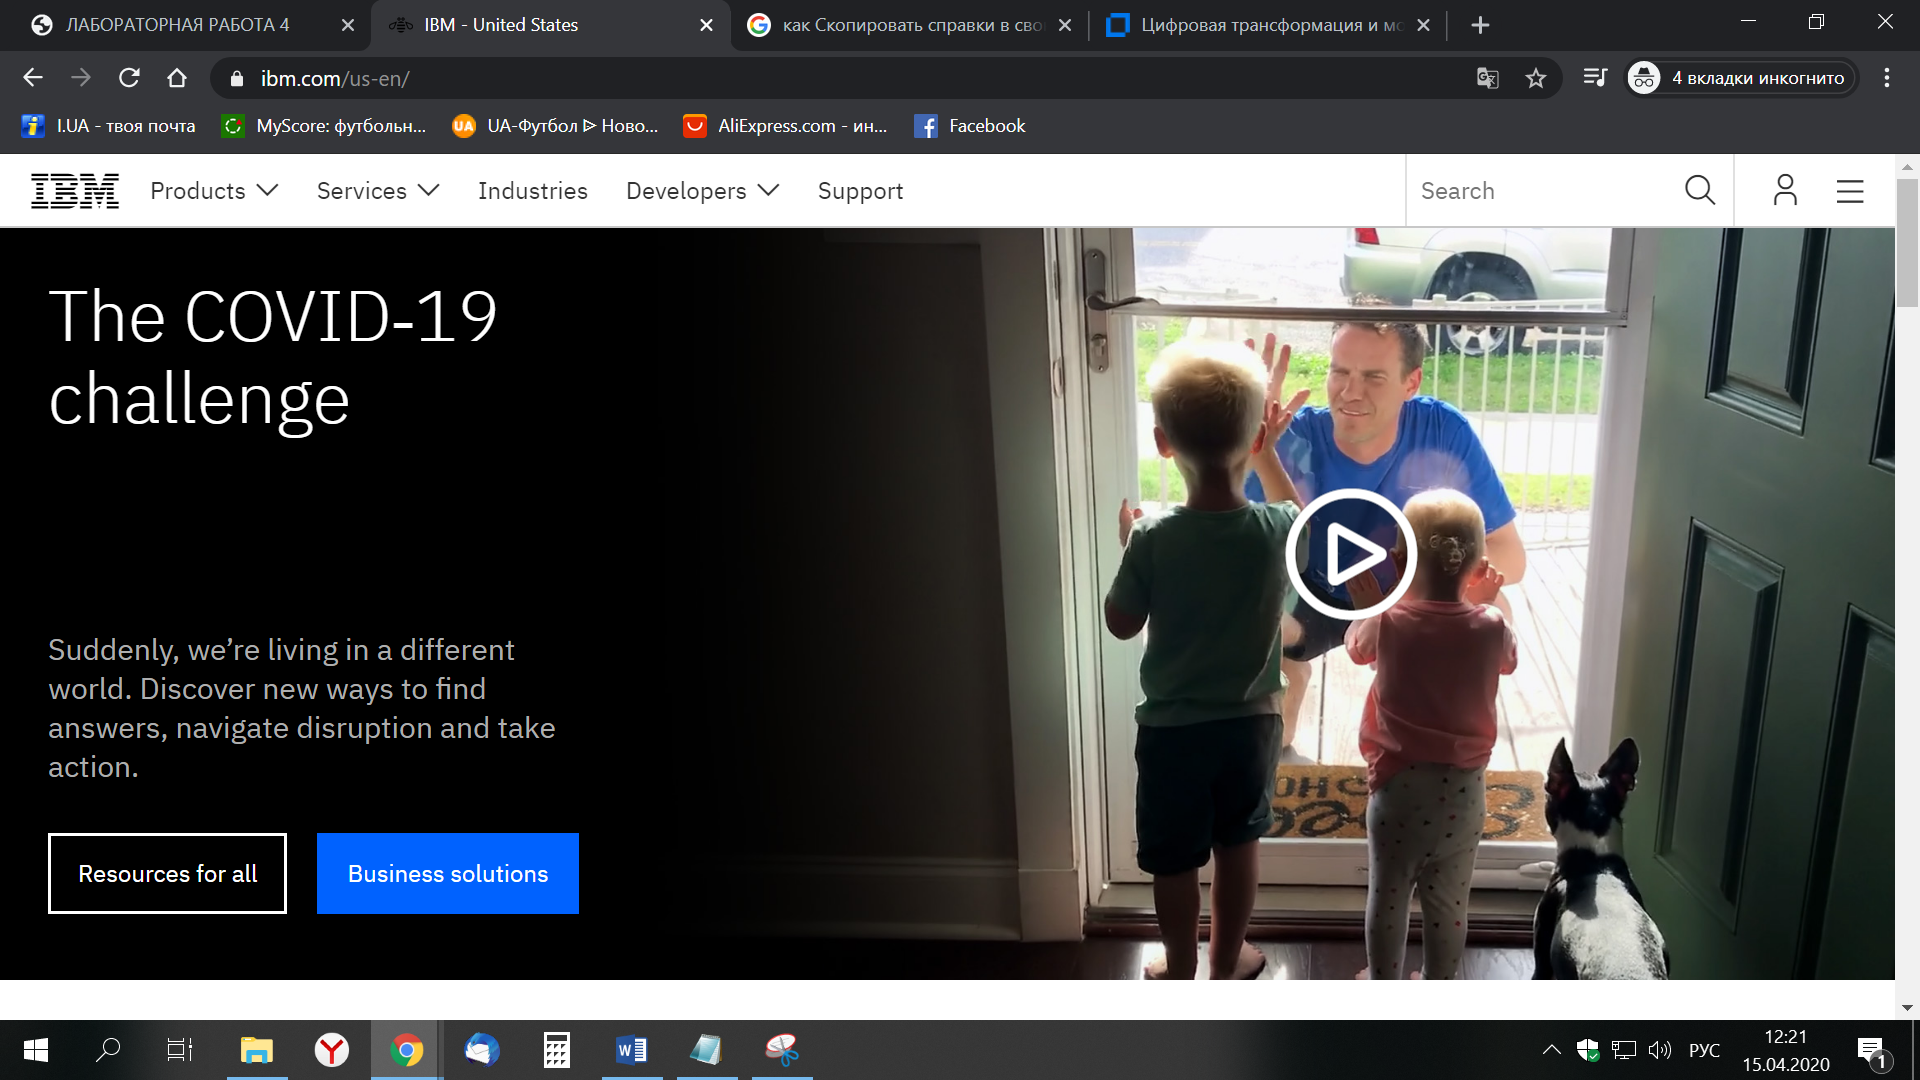 ЛАБОРАТОРНАЯ РАБОТА 4
IBM - United States
как Скопировать справки в сво
Цифровая трансформация и мо
ibm.com/us-en/
4 вкладки инкогнито
I.UA - твоя почта
MyScore: футбольн...
UA
UA-Футбол ᐉ Ново...
AliExpress.com - ин...
Facebook
IBM
Products
Services
Industries
Developers
Support
Search
The COVID-19
challenge
Suddenly, we’re living in a different
world. Discover new ways to find
answers, navigate disruption and take
action.
Resources for all
Business solutions
РУС
12:21
15.04.2020
1